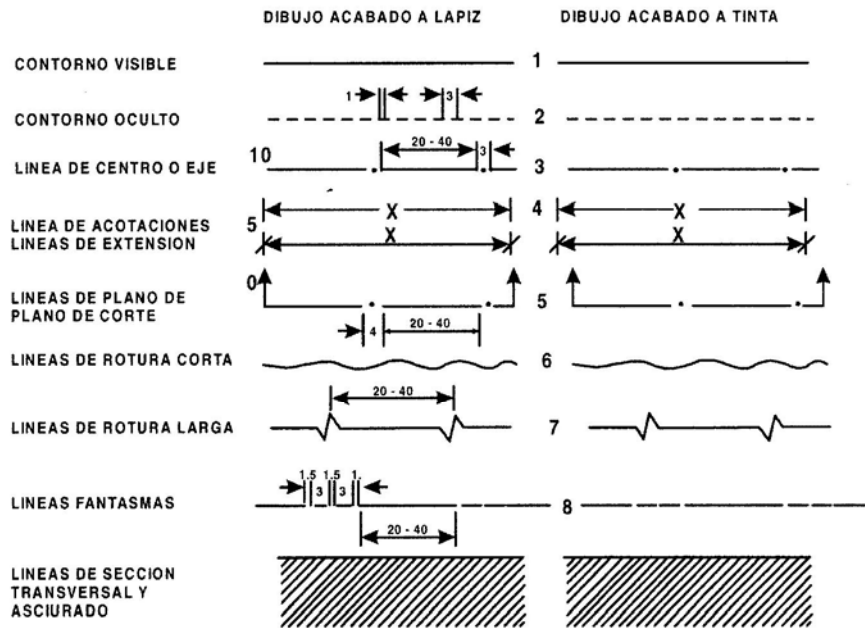 DIBUJO ACABADO A LAPIZ DIBUJO ACABADO A TINTA
CONTORNO VISIBLE 1
1 3
CONTORNO OCULTO 2
10 20 - 40 3
LINEA DE CENTRO O EJE 3
4
5 X X
LINEA DE ACOTACIONES
LINEAS DE EXTENSION X X
0
LINEAS DE PLANO DE 5
PLANO DE CORTE
4 20 - 40
LINEAS DE ROTURA CORTA 6
20 - 40
LINEAS DE ROTURA LARGA 7
1.5 1.5 1.
3 3
LINEAS FANTASMAS 8
20 - 40
LINEAS DE SECCION
TRANSVERSAL Y
ASCIURADO